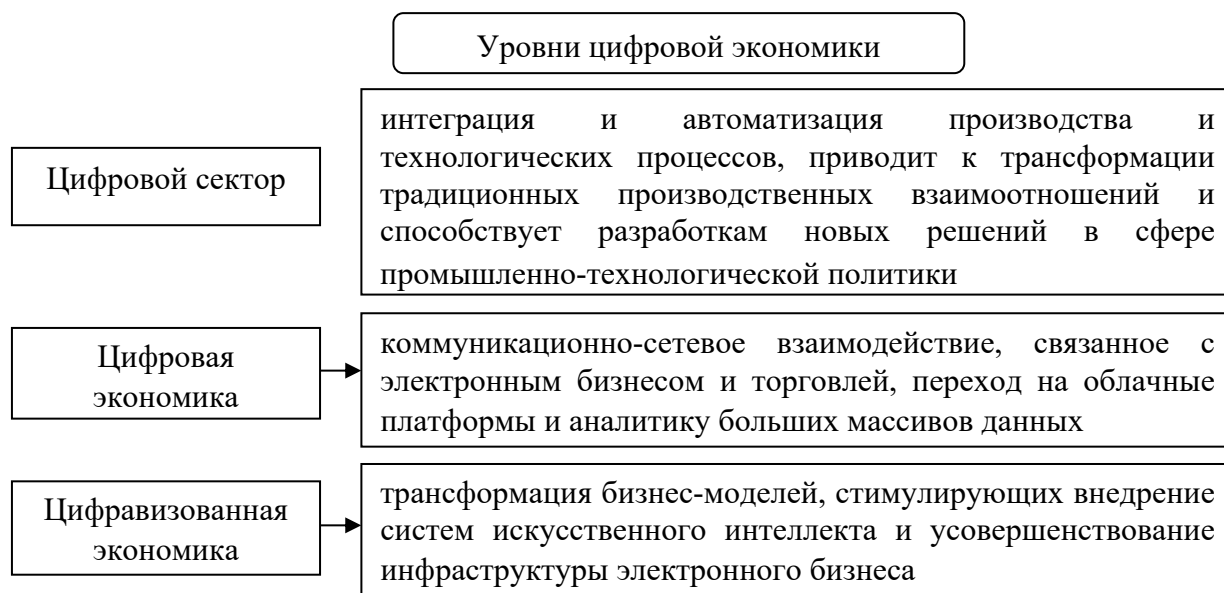 Уровни цифровой экономики
Цифровой сектор
интеграция и автоматизация производства и
технологических процессов, приводит к трансформации
традиционных производственных взаимоотношений и
способствует разработкам новых решений в сфере
промышленно-технологической политики
Цифровая
экономика
коммуникационно-сетевое взаимодействие, связанное с
электронным бизнесом и торговлей, переход на облачные
платформы и аналитику больших массивов данных
Цифравизованная
экономика
трансформация бизнес-моделей, стимулирующих внедрение
систем искусственного интеллекта и усовершенствование
инфраструктуры электронного бизнеса